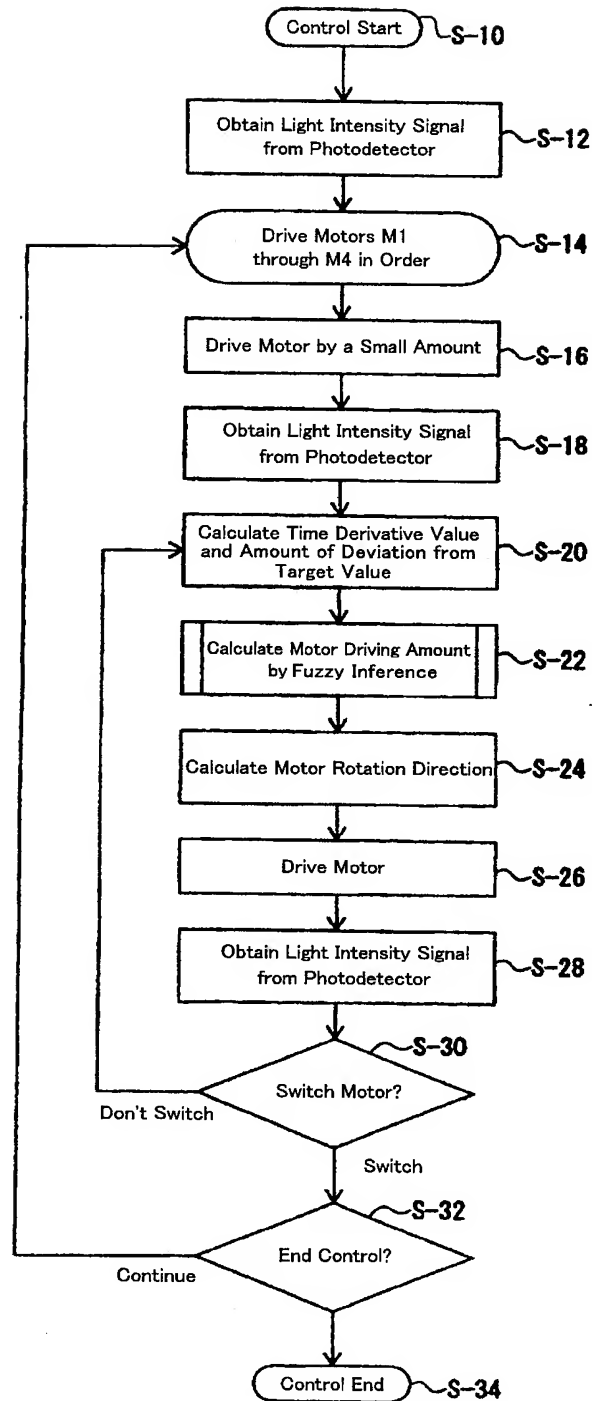 Control Start
S-10
Obtain Light Intensity Signal
from Photodetector
S-12
Drive Motors M1
through M4 in Order
S-14
Drive Motor by a Small Amount
S-16
Obtain Light Intensity Signal
from Photodetector
S-18
Calculate Time Derivative Value
and Amount of Deviation from
Target Value
S-20
Calculate Motor Driving Amount
by Fuzzy Inference
S-22
Calculate Motor Rotation Direction
S-24
Drive Motor
S-26
Obtain Light Intensity Signal
from Photodetector
S-28
S-30
Switch Motor?
Don't Switch
Switch
S-32
End Control?
Continue
Control End
S-34